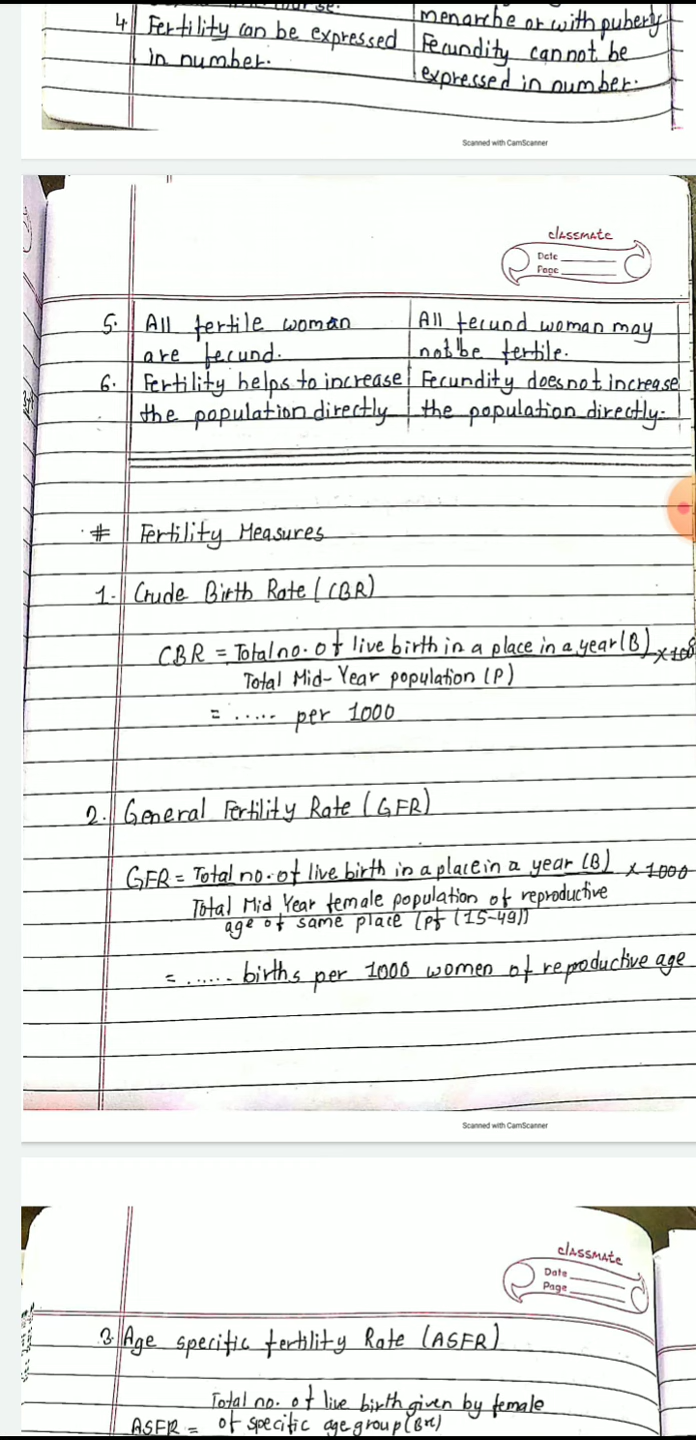 menarche or with puberty
4 Fertility can be expressed Fecundity cannot be
in number. expressed in number.
Scanned with CamScanner
classmate
Date
Page
5. All fertile woman All fecund woman may
are fecund. not be fertile.
6. Fertility helps to increase Fecundity does not increase
the population directly the population directly.
# Fertility Measures
1. Crude Birth Rate (CBR)
CBR = Total no. of live birth in a place in a year (B) x 100
Total Mid-Year population (P)
= ..... per 1000
2. General Fertility Rate (GFR)
GFR = Total no. of live birth in a place in a year (B) x 1000
Total Mid Year female population of reproductive
age of same place (Pf (15-49))
= ...... births per 1000 women of reproductive age
Scanned with CamScanner
classmate
Date
Page
3 Age specific fertility Rate (ASFR)
Total no. of live birth given by female
ASFR = of specific age group